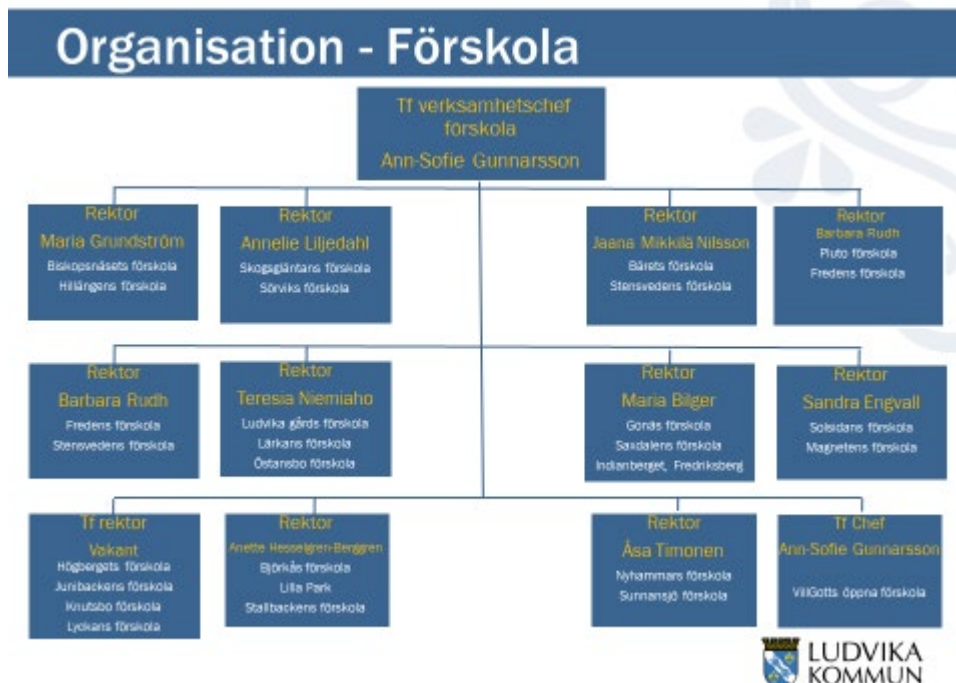 Organisation - Förskola
Tf verksamhetschef
förskola
Ann-Sofie Gunnarsson
Rektor
Maria Grundström
Biskopsnäsets förskola
Hillängens förskola
Rektor
Annelie Liljedahl
Skogsgläntans förskola
Sörviks förskola
Rektor
Jaana Mikkilä Nilsson
Bärets förskola
Stensvedens förskola
Rektor
Barbara Rudh
Pluto förskola
Fredens förskola
Rektor
Barbara Rudh
Fredens förskola
Stensvedens förskola
Rektor
Teresia Niemiaho
Ludvika gårds förskola
Lärkans förskola
Östansbo förskola
Rektor
Maria Bilger
Gonäs förskola
Saxdalens förskola
Indianberget, Fredriksberg
Rektor
Sandra Engvall
Solsidans förskola
Magnetens förskola
Tf rektor
Vakant
Högbergets förskola
Junibackens förskola
Knutsbo förskola
Lyckans förskola
Rektor
Anette Hesselgren-Berggren
Björkås förskola
Lilla Park
Stallbackens förskola
Rektor
Åsa Timonen
Nyhammars förskola
Sunnansjö förskola
Tf Chef
Ann-Sofie Gunnarsson
VillGotts öppna förskola
LUDVIKA
KOMMUN